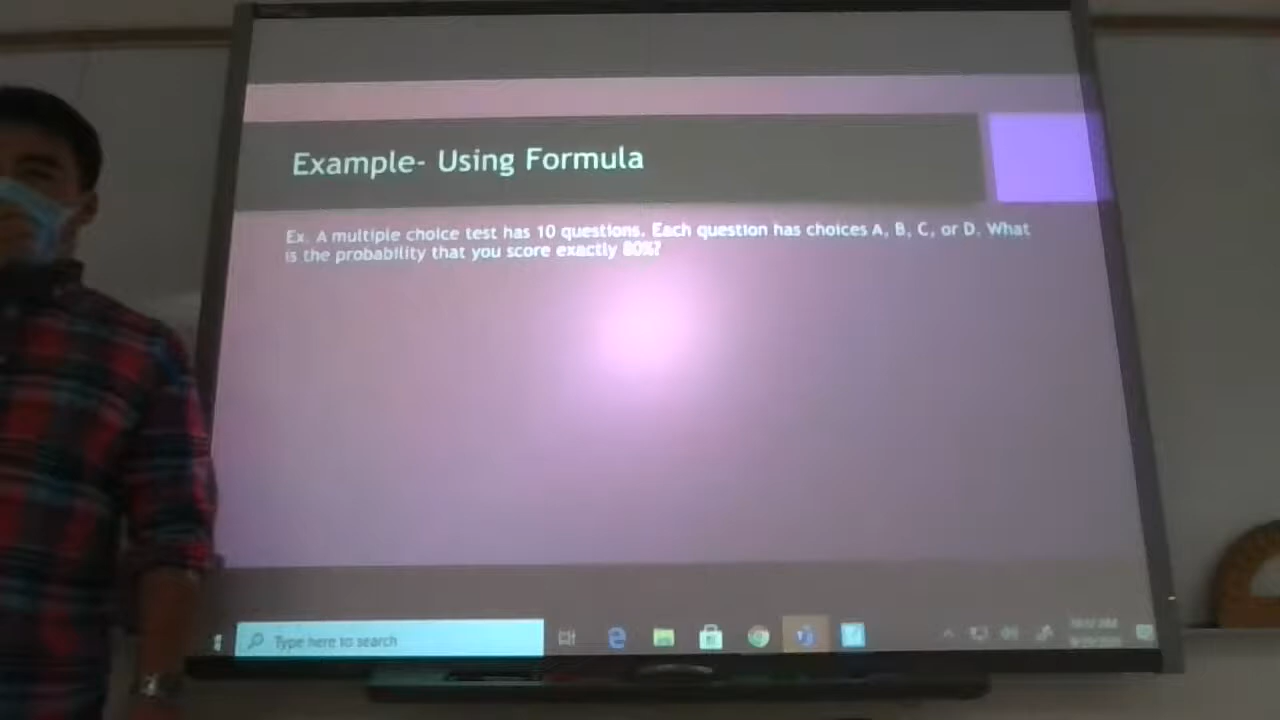 Example- Using Formula
Ex. A multiple choice test has 10 questions. Each question has choices A, B, C, or D. What
is the probability that you score exactly 80%?
Type here to search